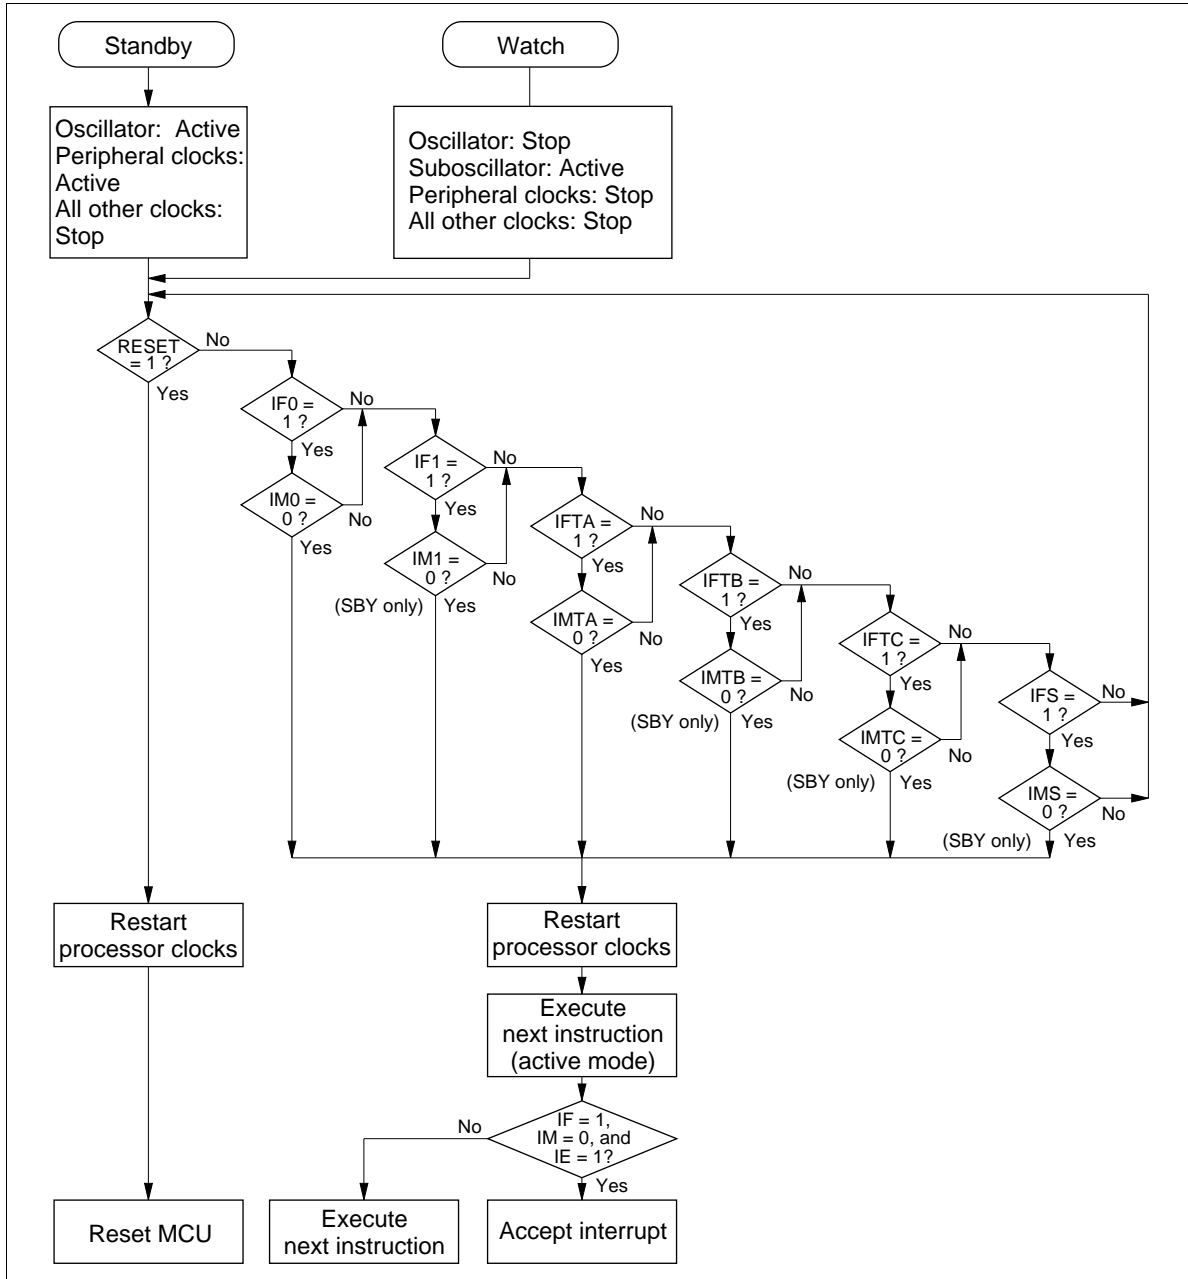 Standby
Watch
Oscillator: Active
Peripheral clocks:
Active
All other clocks:
Stop
Oscillator: Stop
Suboscillator: Active
Peripheral clocks: Stop
All other clocks: Stop
RESET
= 1 ?
No
Yes
IF0 =
1 ?
No
Yes
IM0 =
0 ?
No
Yes
IF1 =
1 ?
No
Yes
IM1 =
0 ?
No
(SBY only)
Yes
IFTA =
1 ?
No
Yes
IMTA =
0 ?
No
Yes
IFTB =
1 ?
No
Yes
IMTB =
0 ?
No
(SBY only)
Yes
IFTC =
1 ?
No
Yes
IMTC =
0 ?
No
(SBY only)
Yes
IFS =
1 ?
No
Yes
IMS =
0 ?
No
(SBY only)
Yes
Restart
processor clocks
Restart
processor clocks
Execute
next instruction
(active mode)
IF = 1,
IM = 0, and
IE = 1?
No
Yes
Reset MCU
Execute
next instruction
Accept interrupt